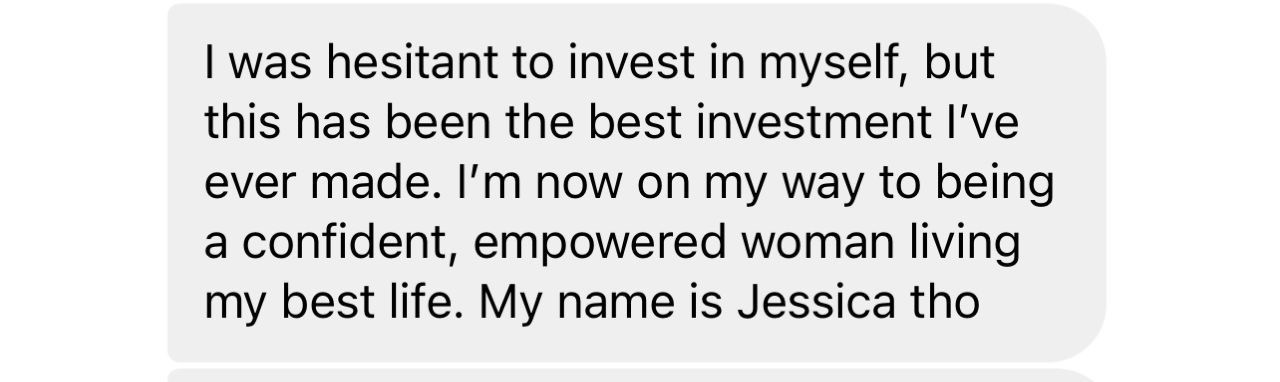 I was hesitant to invest in myself, but
this has been the best investment I’ve
ever made. I’m now on my way to being
a confident, empowered woman living
my best life. My name is Jessica tho